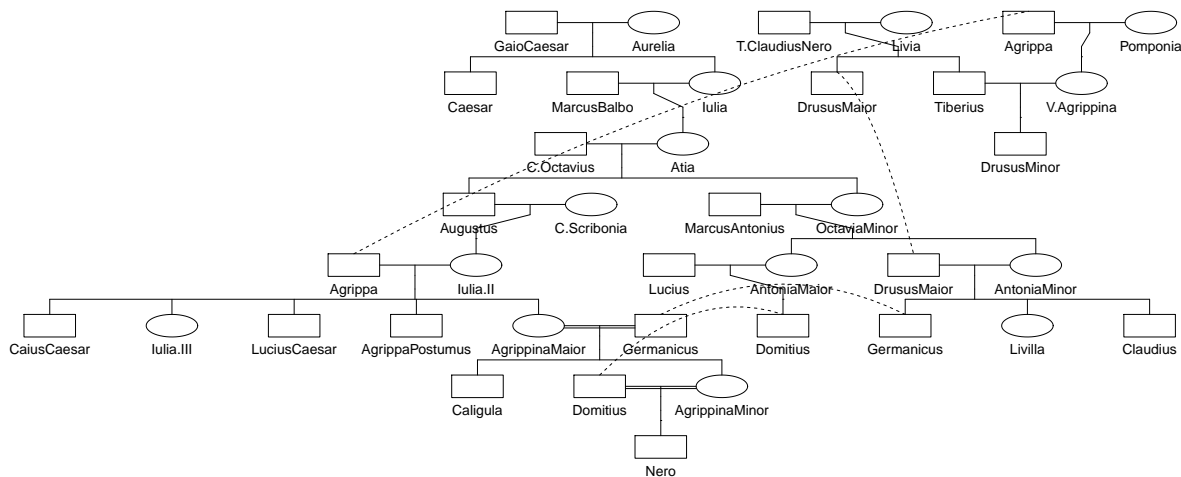 GaioCaesar Aurelia T.ClaudiusNero Livia Agrippa Pomponia
Caesar MarcusBalbo Iulia DrususMaior Tiberius V.Agrippina
C.Octavius Atia DrususMinor
Augustus C.Scribonia MarcusAntonius OctaviaMinor
Agrippa Iulia.II Lucius AntoniaMaior DrususMaior AntoniaMinor
CaiusCaesar Iulia.III LuciusCaesar AgrippaPostumus AgrippinaMaior Germanicus Domitius Germanicus Livilla Claudius
Caligula Domitius AgrippinaMinor
Nero